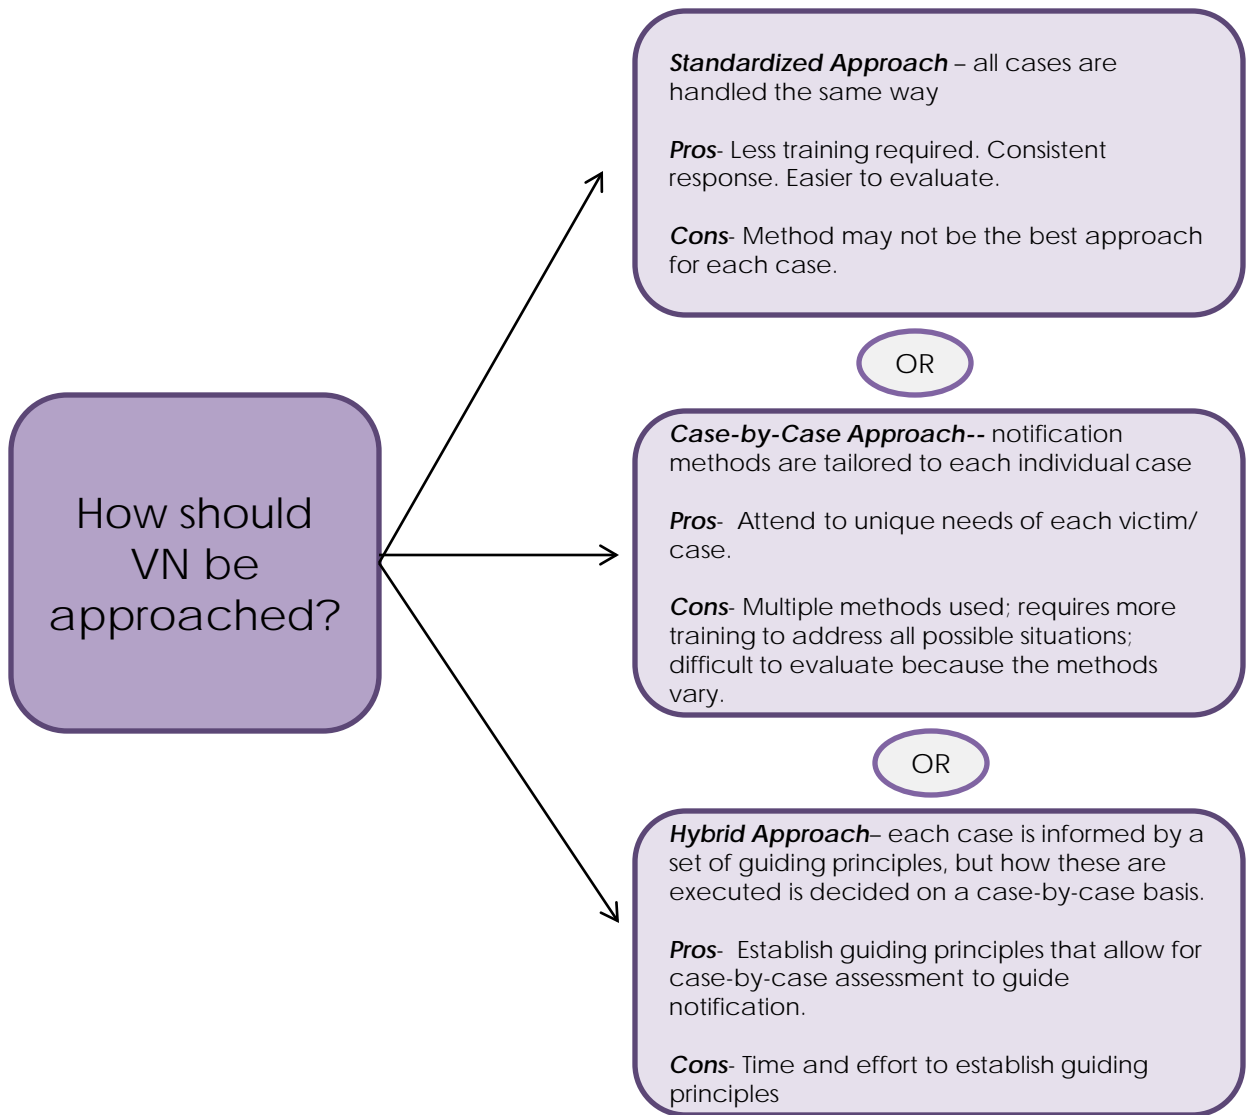 How should
VN be
approached?
Standardized Approach – all cases are
handled the same way
Pros- Less training required. Consistent
response. Easier to evaluate.
Cons- Method may not be the best approach
for each case.
OR
Case-by-Case Approach-- notification
methods are tailored to each individual case
Pros- Attend to unique needs of each victim/
case.
Cons- Multiple methods used; requires more
training to address all possible situations;
difficult to evaluate because the methods
vary.
OR
Hybrid Approach– each case is informed by a
set of guiding principles, but how these are
executed is decided on a case-by-case basis.
Pros- Establish guiding principles that allow for
case-by-case assessment to guide
notification.
Cons- Time and effort to establish guiding
principles